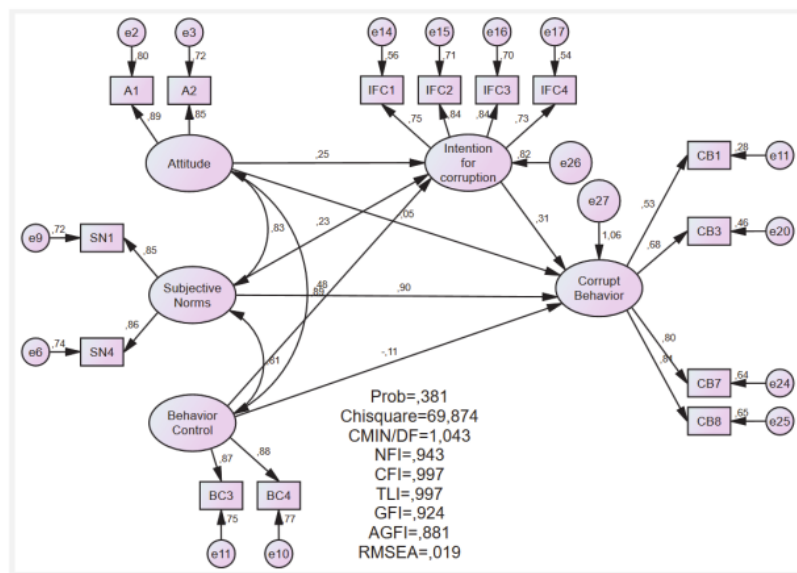 e2
e3
e14
e15
e16
e17
,80
,72
,56
,71
,70
,54
A1
A2
IFC1
IFC2
IFC3
IFC4
,89
,85
,75
,84
,84
,73
Attitude
,25
Intention
for
corruption
,82
e26
CB1
,28
e11
,53
e27
,05
,23
,31
1,06
e9
,72
SN1
,83
,68
CB3
,46
e20
,85
Subjective
Norms
,48
,90
Corrupt
Behavior
,86
e6
,74
SN4
,81
-,11
,80
CB7
,64
e24
,81
CB8
,65
e25
Behavior
Control
,87
,88
BC3
BC4
,75
,77
e11
e10
Prob=,381
Chisquare=69,874
CMIN/DF=1,043
NFI=,943
CFI=,997
TLI=,997
GFI=,924
AGFI=,881
RMSEA=,019